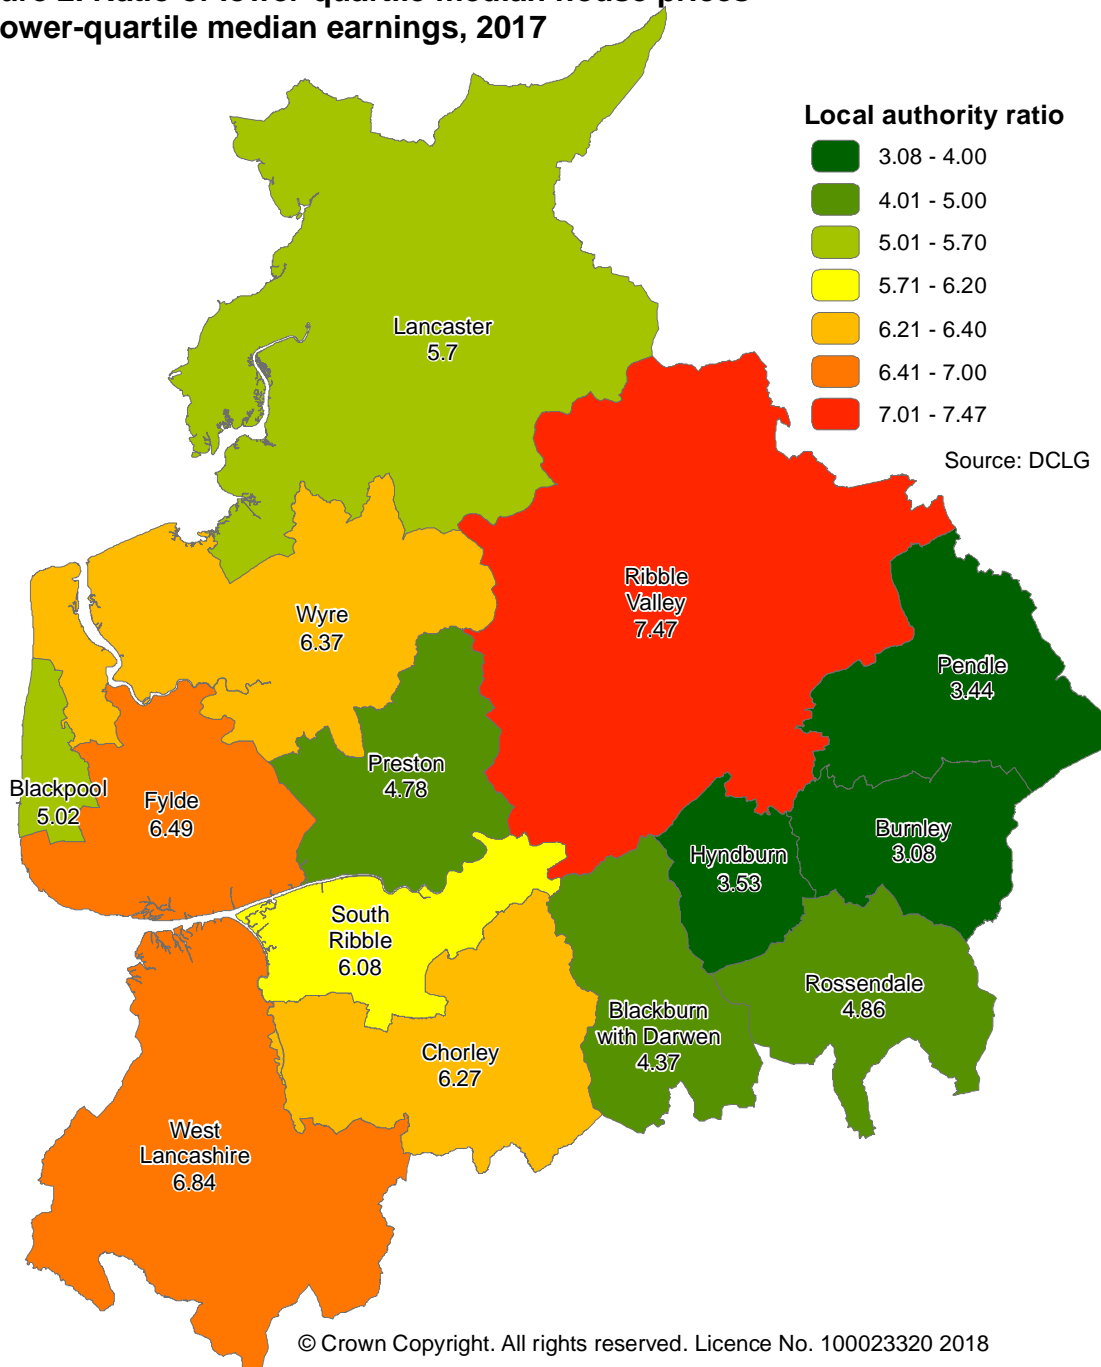 lower-quartile median earnings, 2017
Local authority ratio
3.08 - 4.00
4.01 - 5.00
5.01 - 5.70
5.71 - 6.20
6.21 - 6.40
6.41 - 7.00
7.01 - 7.47
Source: DCLG
Lancaster
5.7
Ribble
Valley
7.47
Wyre
6.37
Pendle
3.44
Preston
4.78
Blackpool
5.02
Fylde
6.49
Burnley
3.08
Hyndburn
3.53
South
Ribble
6.08
Rossendale
4.86
Blackburn
with Darwen
4.37
Chorley
6.27
West
Lancashire
6.84
© Crown Copyright. All rights reserved. Licence No. 100023320 2018